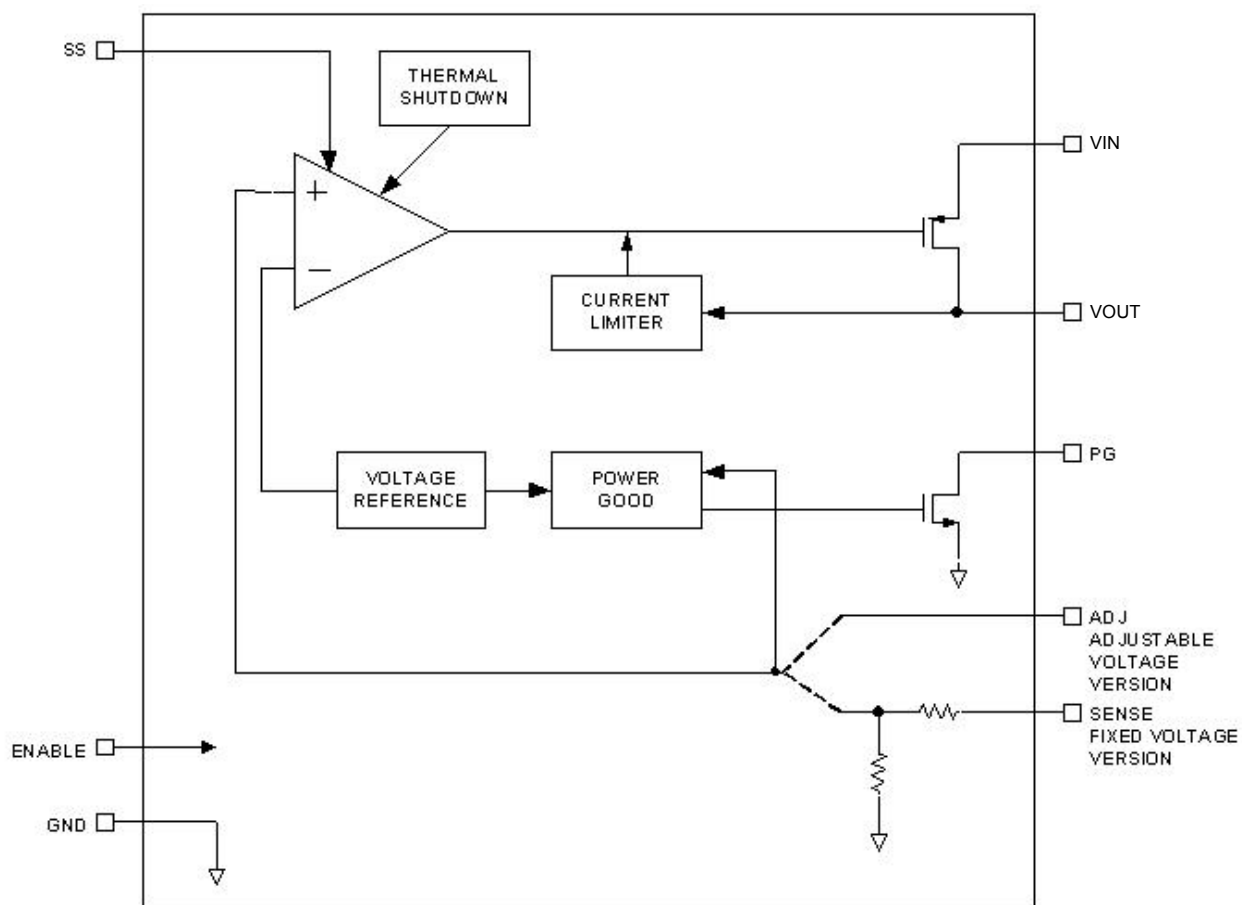 SS
THERMAL
SHUTDOWN
VIN
+
−
CURRENT
LIMITER
VOUT
VOLTAGE
REFERENCE
POWER
GOOD
PG
ADJ
ADJUSTABLE
VOLTAGE
VERSION
SENSE
FIXED VOLTAGE
VERSION
ENABLE
GND